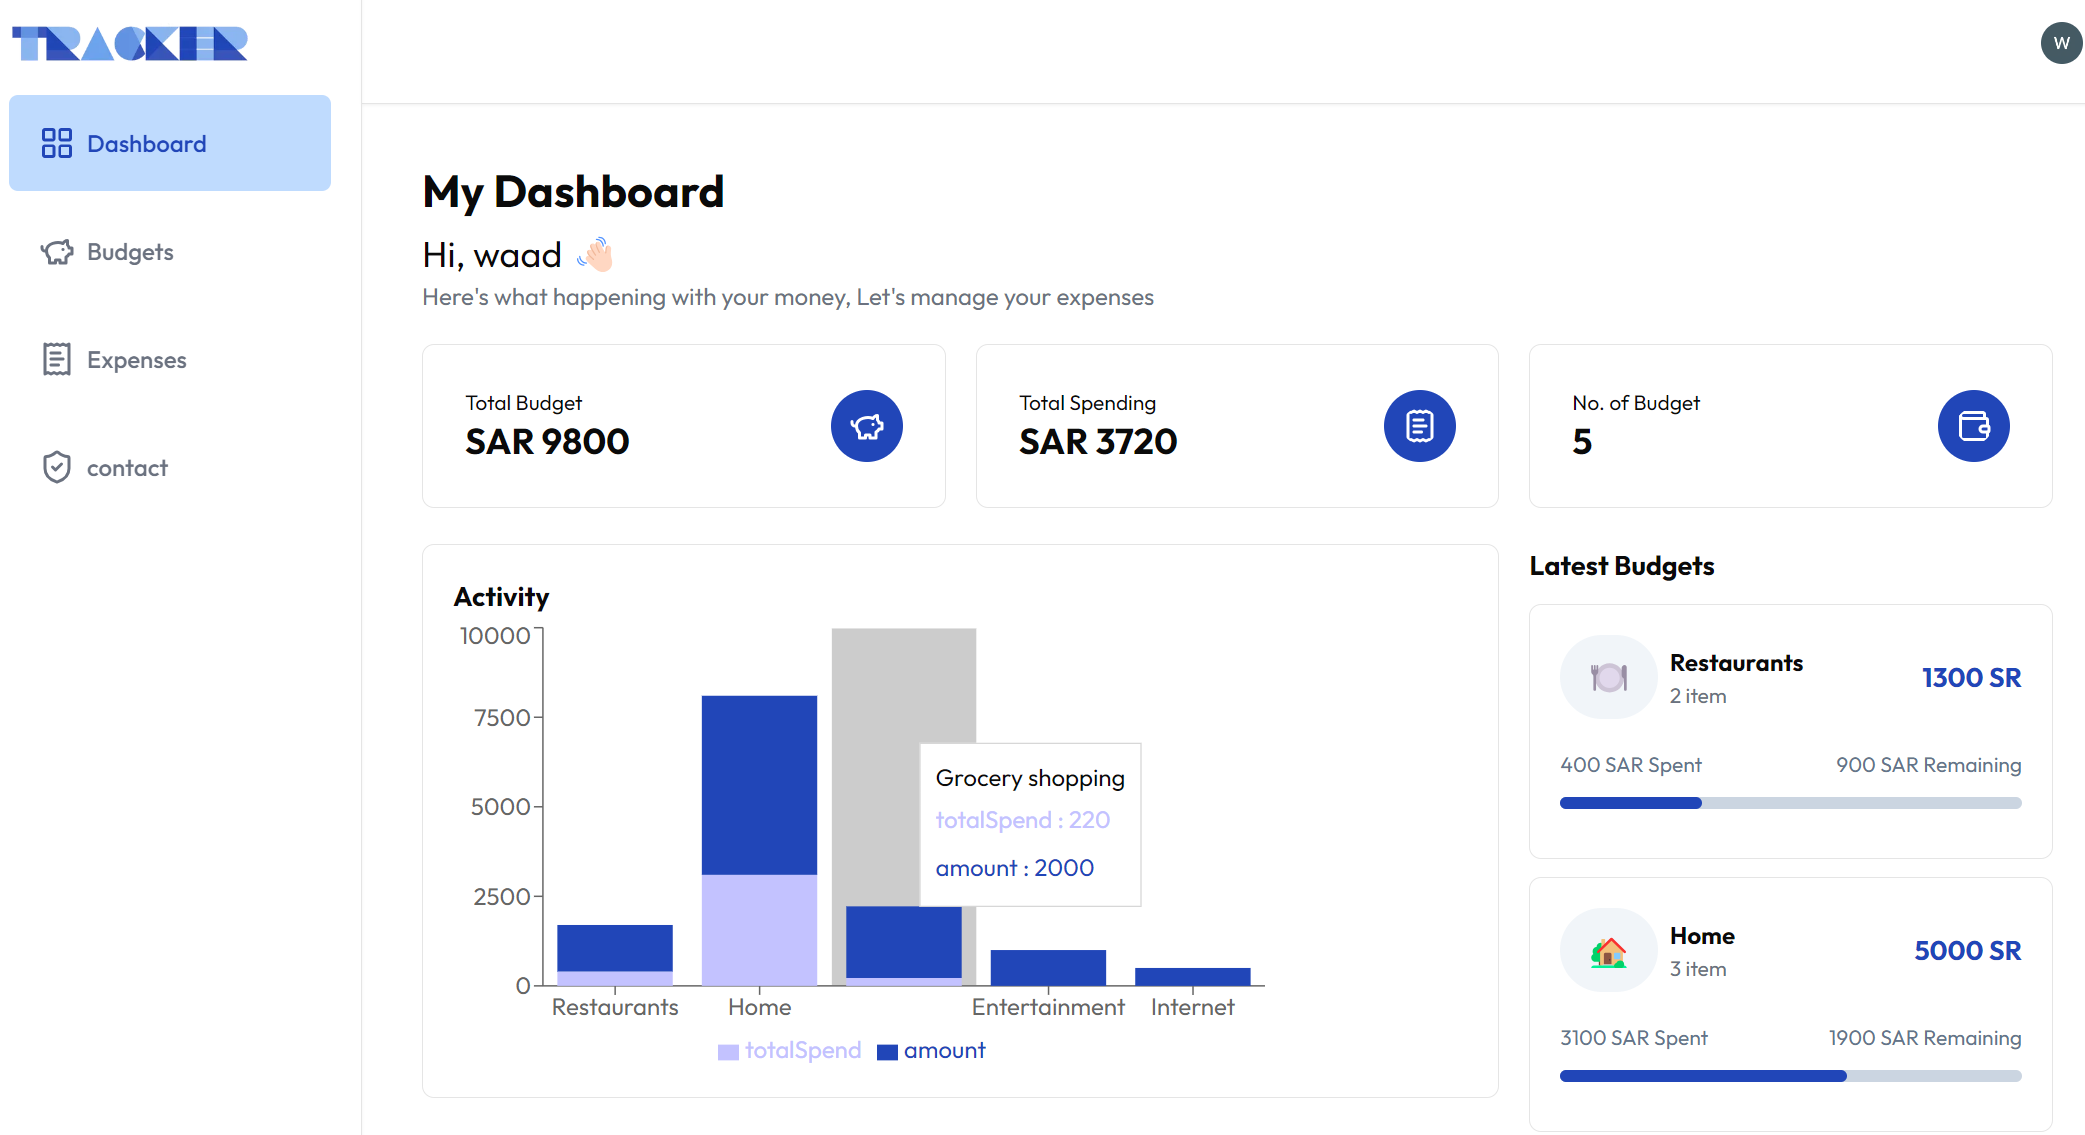 TRACKER
W
Dashboard
Budgets
Expenses
contact
My Dashboard
Hi, waad 👋🏻
Here's what happening with your money, Let's manage your expenses
Total Budget
SAR 9800
Total Spending
SAR 3720
No. of Budget
5
Activity
10000
7500
5000
2500
0
Grocery shopping
totalSpend : 220
amount : 2000
Restaurants
Home
Entertainment
Internet
totalSpend
amount
Latest Budgets
Restaurants
2 item
1300 SR
400 SAR Spent
900 SAR Remaining
Home
3 item
5000 SR
3100 SAR Spent
1900 SAR Remaining